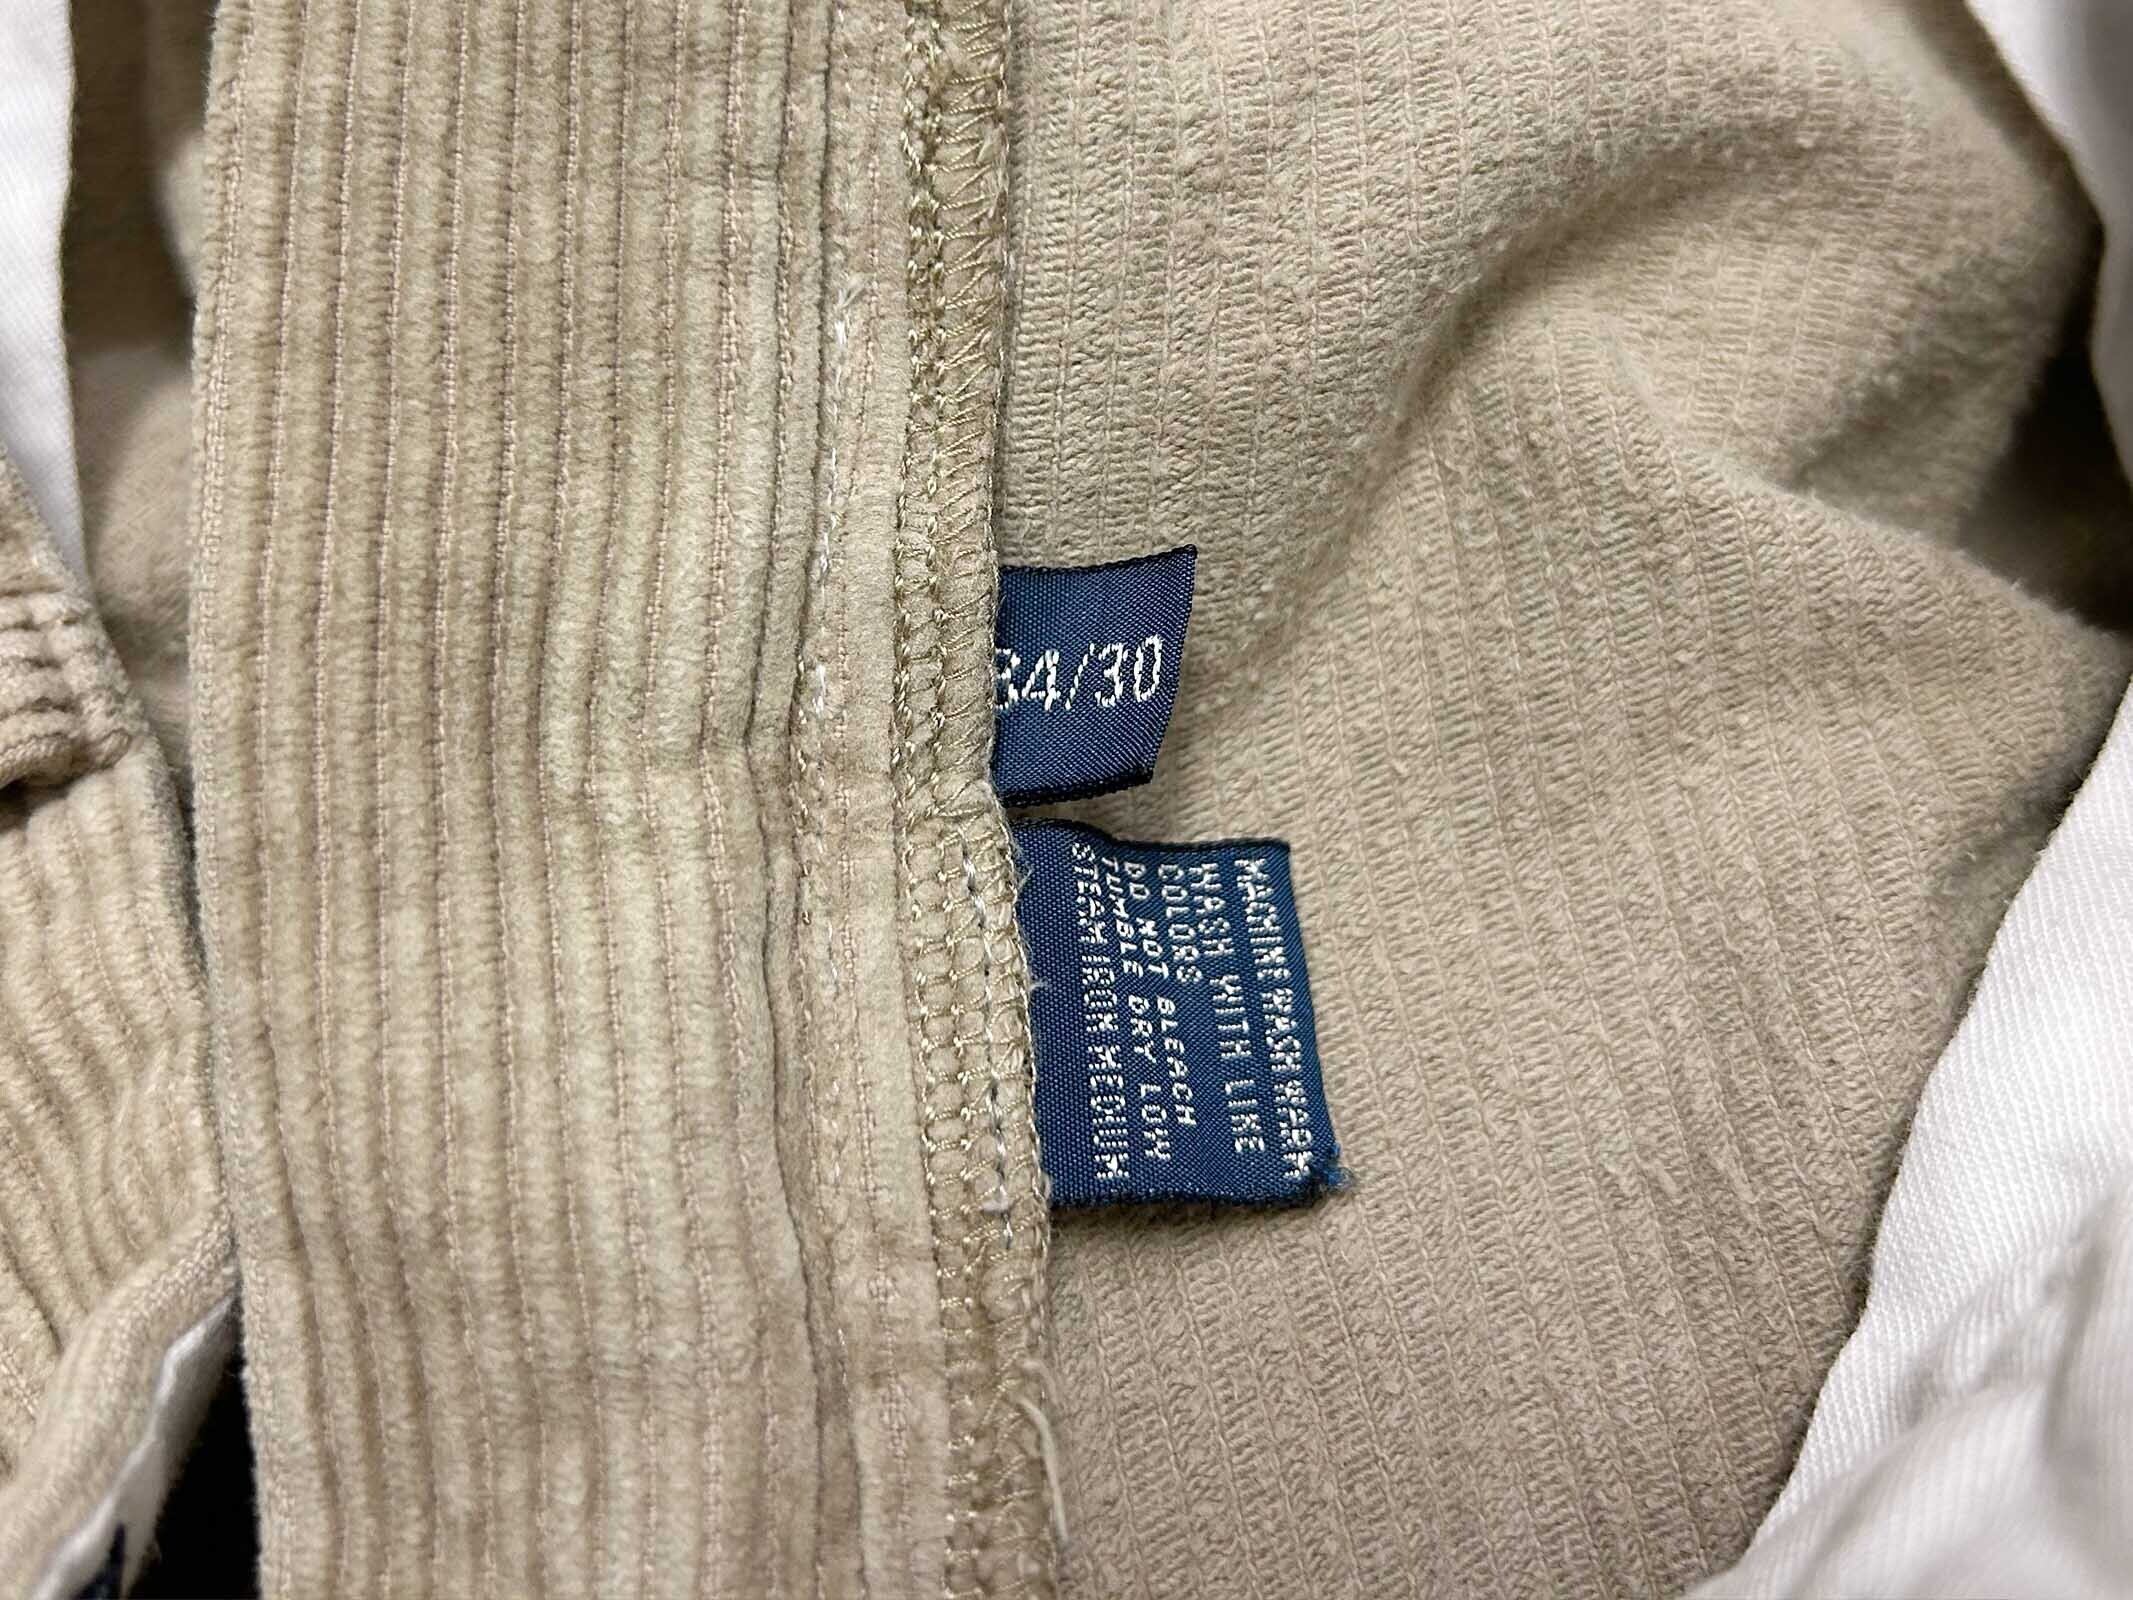 34/30
MACHINE WASH WARM
WASH WITH LIKE
COLORS
DO NOT BLEACH
TUMBLE DRY LOW
STEAM IRON MEDIUM